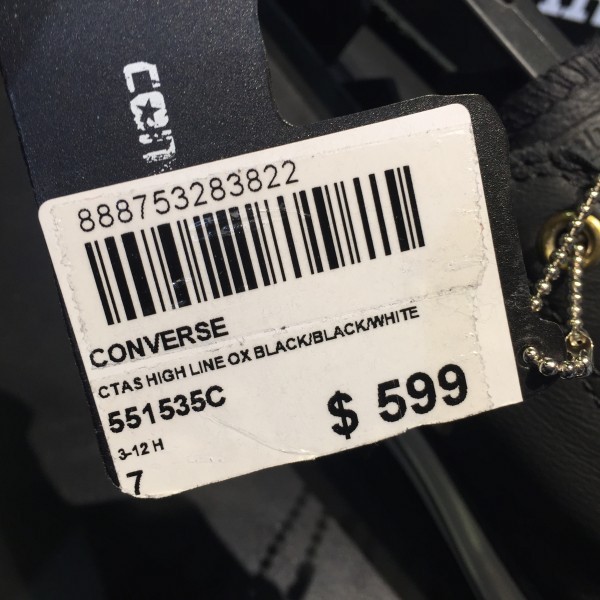 888753283822
CONVERSE
CTAS HIGH LINE OX BLACK/BLACK/WHITE
551535C
$ 599
3-12 H
7